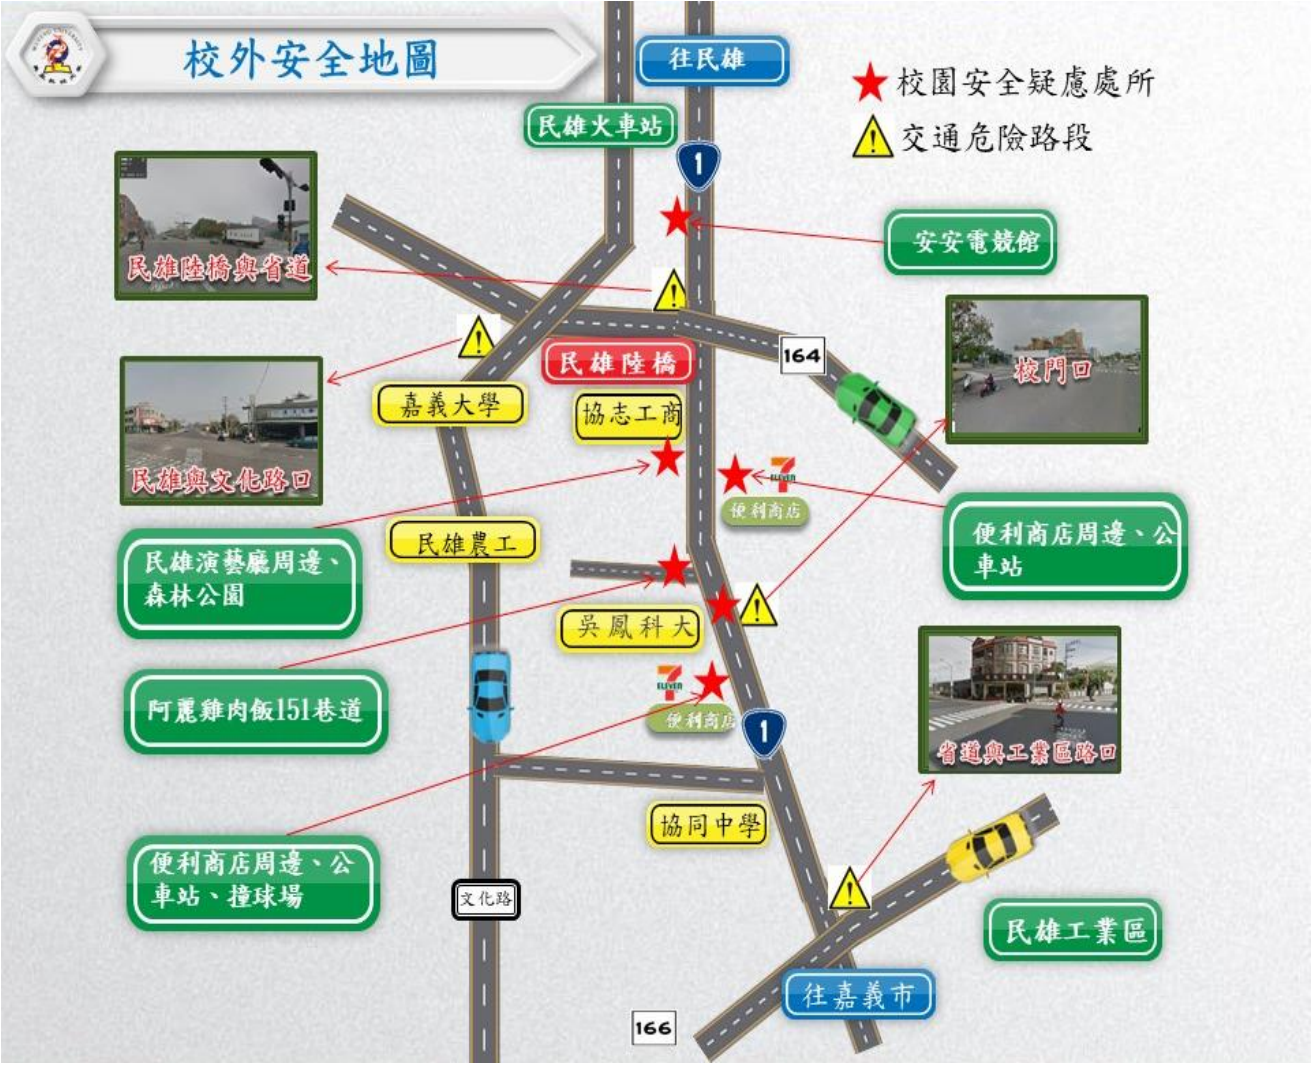 校外安全地圖
往民雄
校園安全疑慮處所
交通危險路段
民雄火車站
1
安安電競館
民雄陸橋與省道
164
民雄陸橋
校門口
嘉義大學
協志工商
民雄與文化路口
7
ELEVEN
便利商店
民雄農工
便利商店周邊、公
車站
民雄演藝廳周邊、
森林公園
吳鳳科大
阿麗雞肉飯151巷道
7
ELEVEN
便利商店
1
省道與工業區路口
協同中學
便利商店周邊、公
車站、撞球場
文化路
民雄工業區
往嘉義市
166